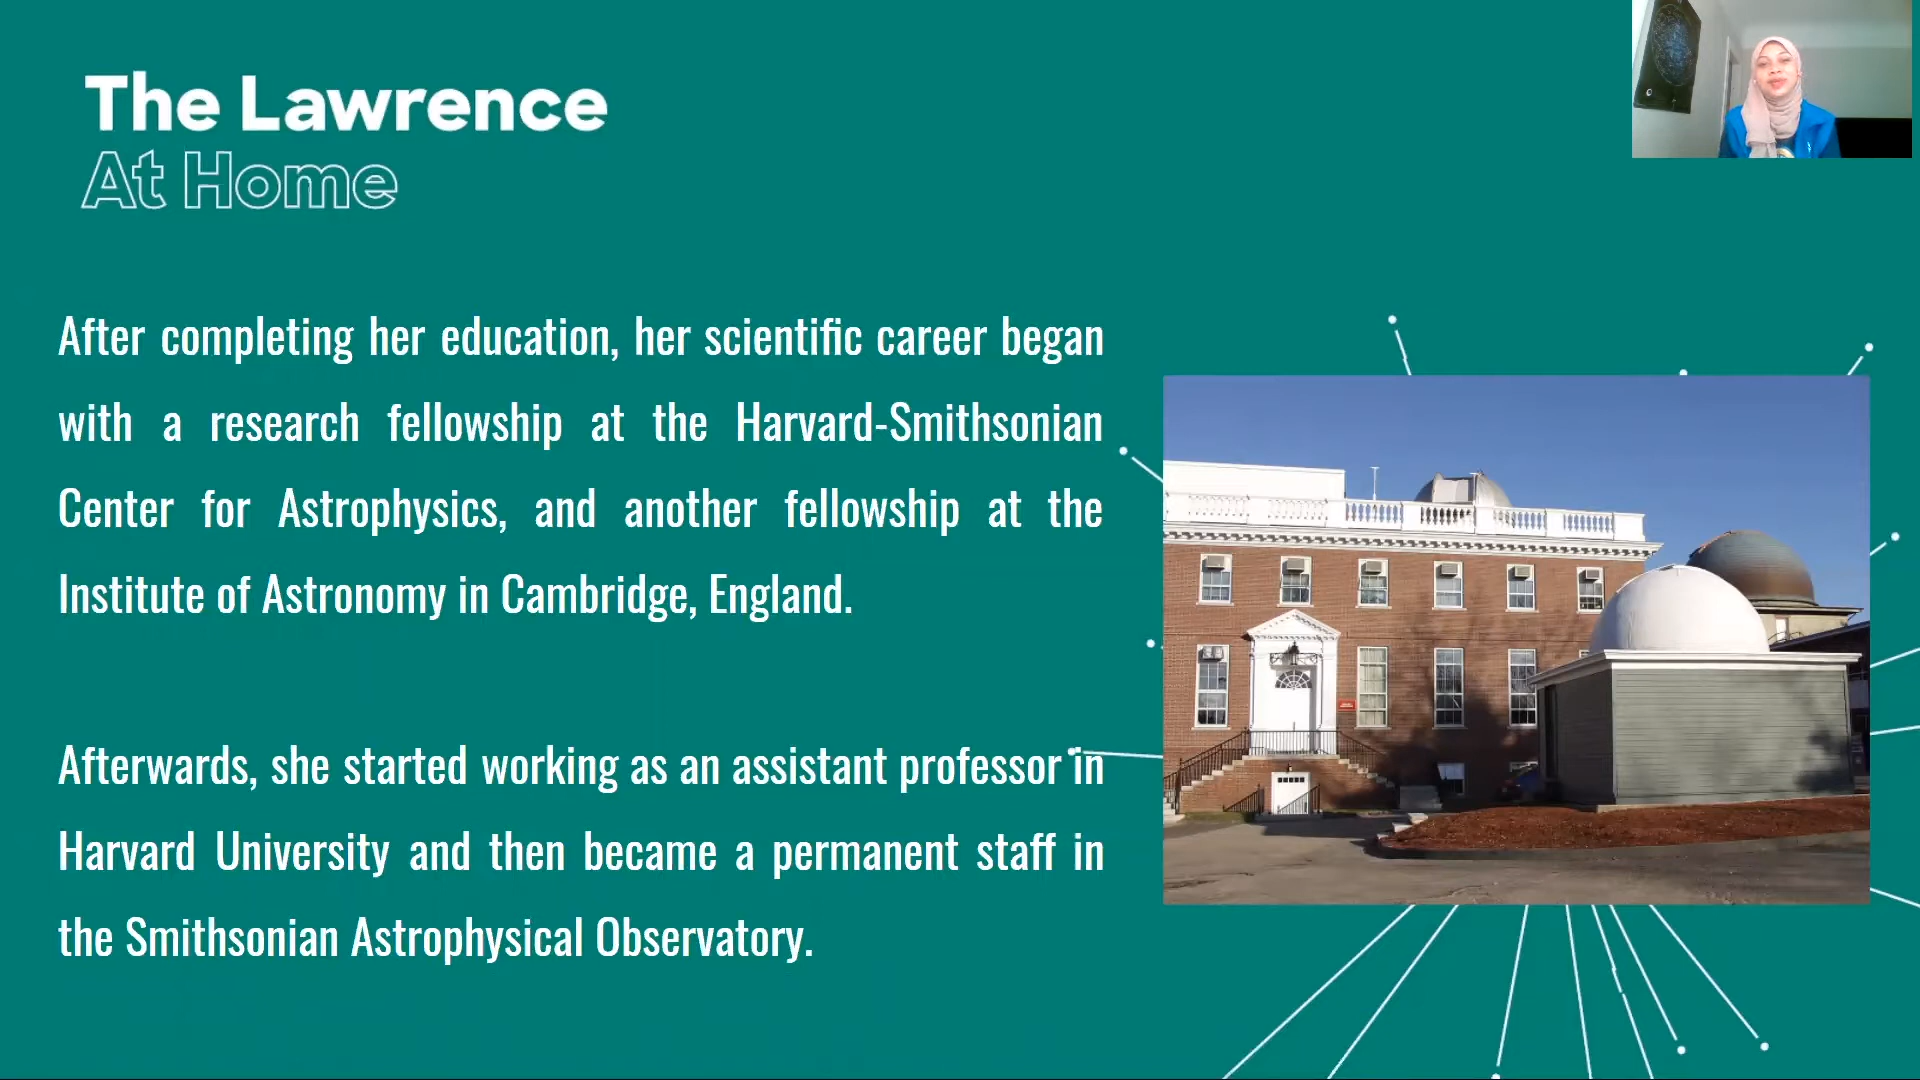 The Lawrence
At Home
After completing her education, her scientific career began
with a research fellowship at the Harvard-Smithsonian
Center for Astrophysics, and another fellowship at the
Institute of Astronomy in Cambridge, England.
Afterwards, she started working as an assistant professor in
Harvard University and then became a permanent staff in
the Smithsonian Astrophysical Observatory.